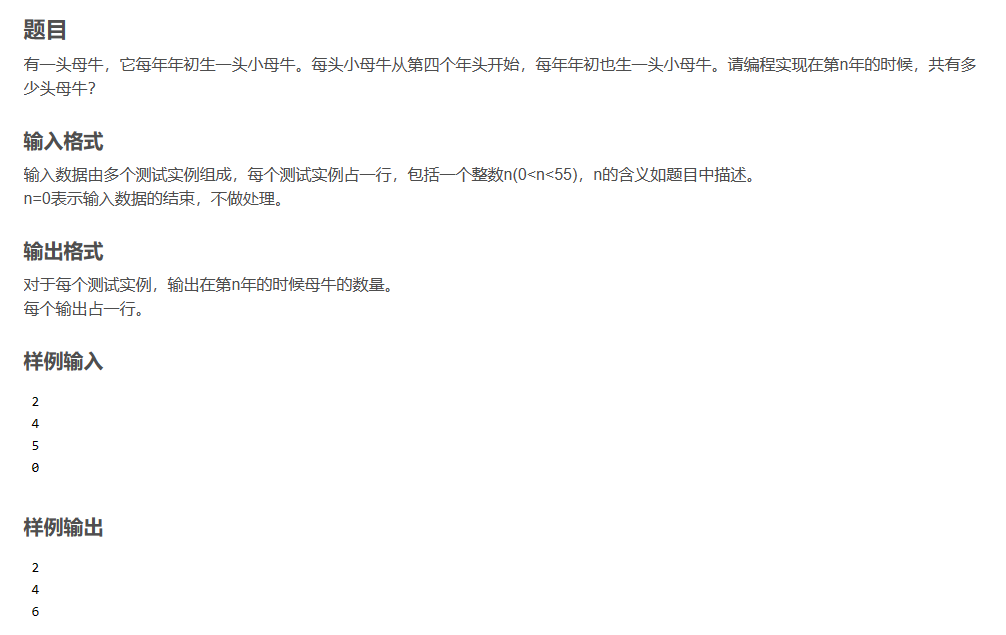 题目
有一头母牛，它每年年初生一头小母牛。每头小母牛从第四个年头开始，每年年初也生一头小母牛。请编程实现在第n年的时候，共有多
少头母牛？
输入格式
输入数据由多个测试实例组成，每个测试实例占一行，包括一个整数n(0<n<55)，n的含义如题目中描述。
n=0表示输入数据的结束，不做处理。
输出格式
对于每个测试实例，输出在第n年的时候母牛的数量。
每个输出占一行。
样例输入
2
4
5
0
样例输出
2
4
6